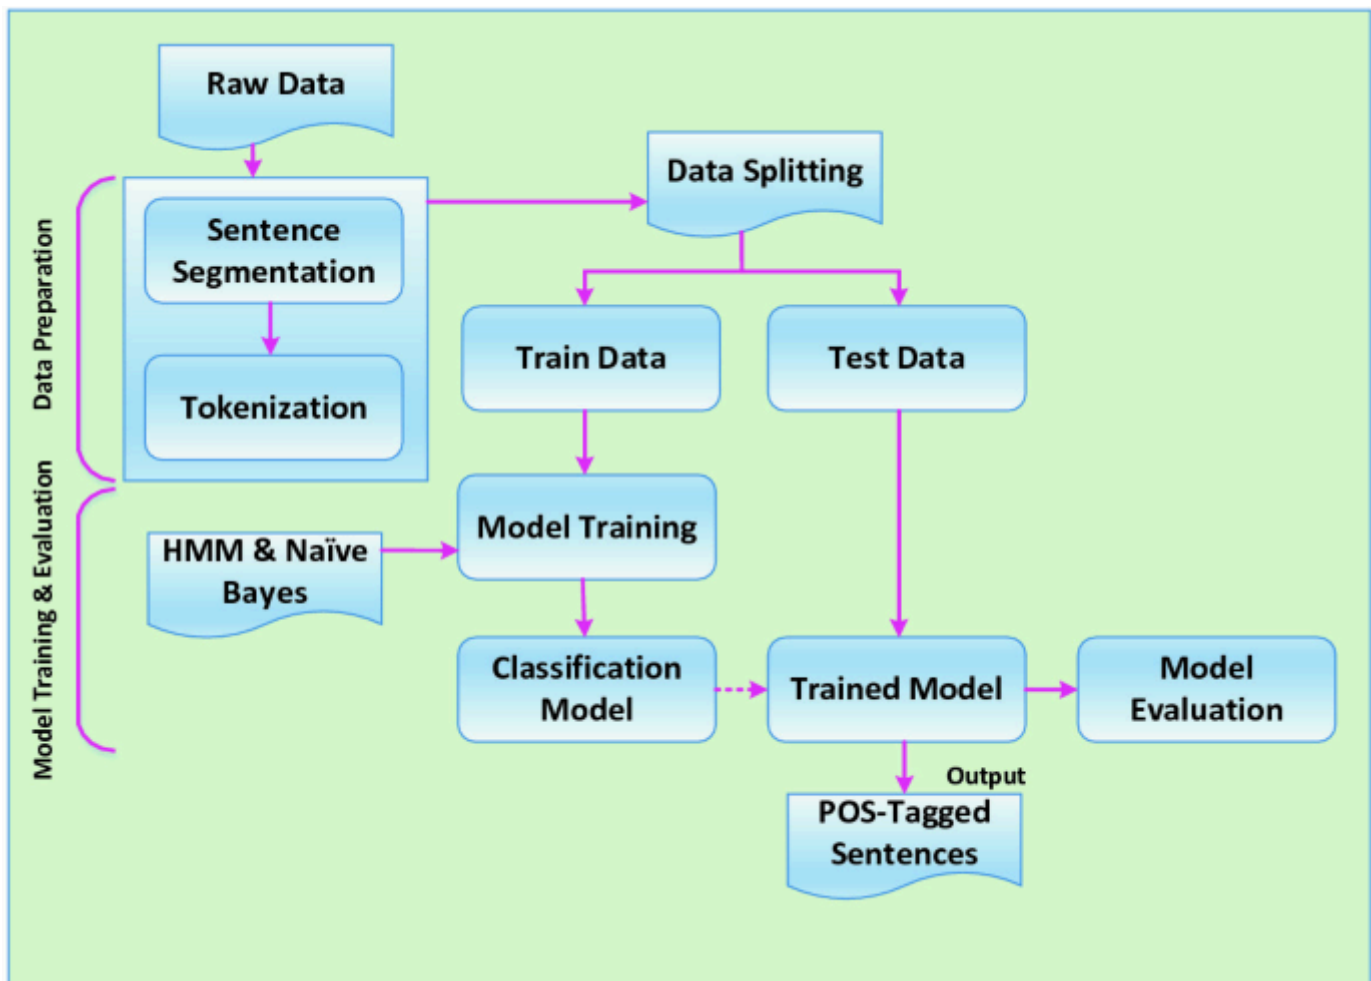 Raw Data
Data Preparation
Sentence
Segmentation
Tokenization
Data Splitting
Train Data
Test Data
Model Training & Evaluation
HMM & Naïve
Bayes
Model Training
Classification
Model
Trained Model
Model
Evaluation
Output
POS-Tagged
Sentences